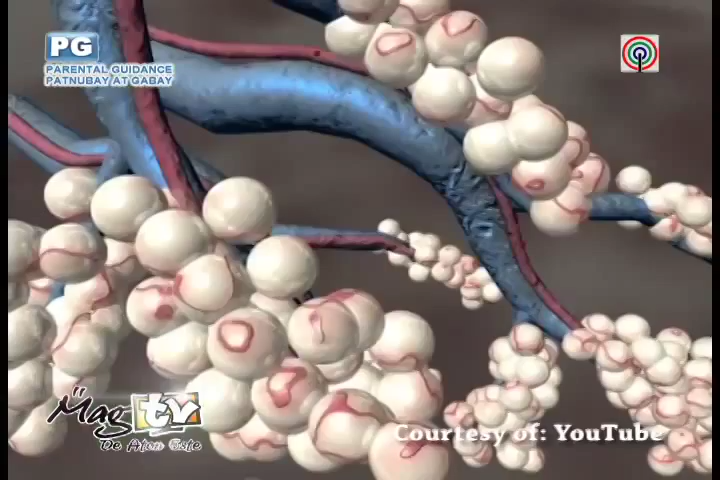 PG
PARENTAL GUIDANCE
PATNUBAY AT GABAY
Mag tv
De Aton Este
Courtesy of: YouTube